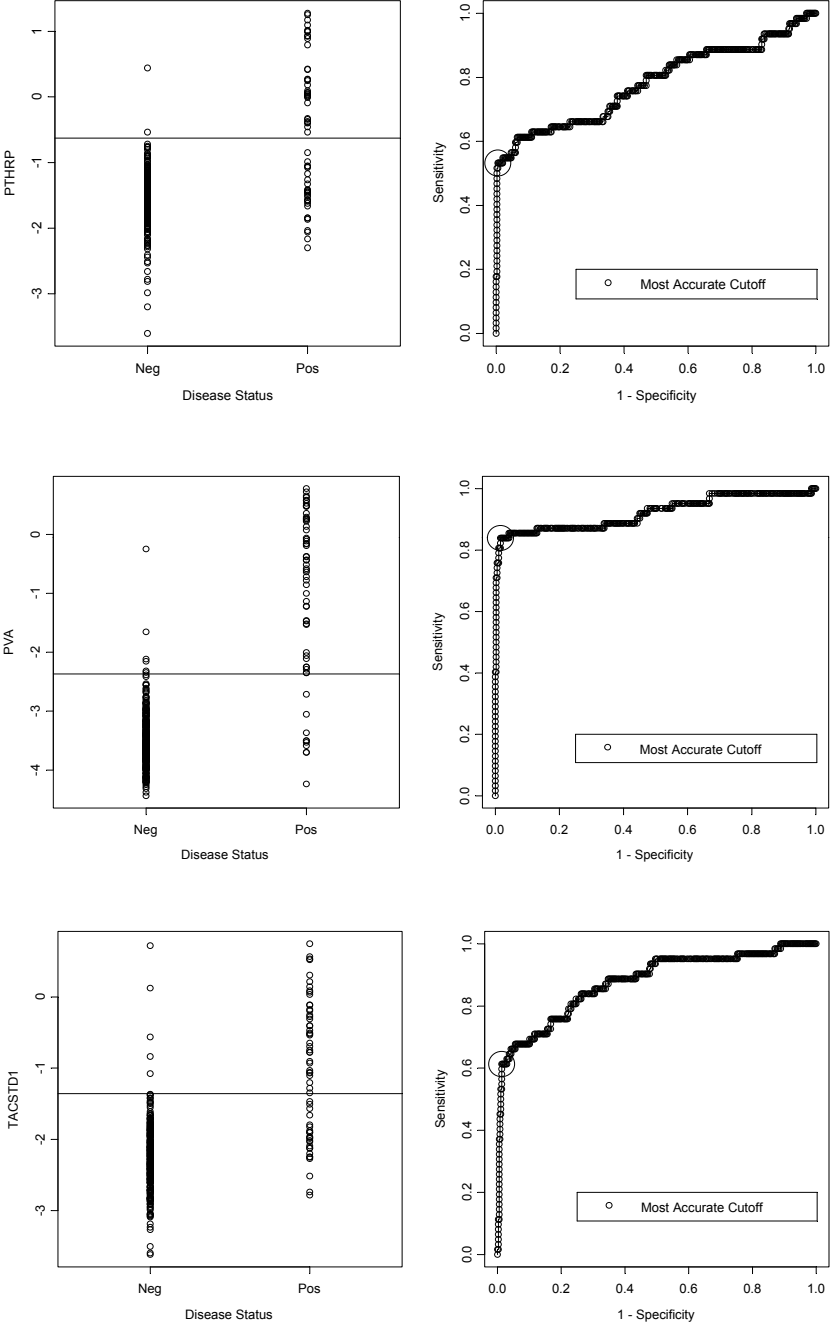 1
0
-1
-2
-3
PTHRP
Neg
Pos
Disease Status
1.0
0.8
0.6
0.4
0.2
0.0
Sensitivity
Most Accurate Cutoff
0.0 0.2 0.4 0.6 0.8 1.0
1 - Specificity
0
-1
-2
-3
-4
PVA
Neg
Pos
Disease Status
1.0
0.8
0.6
0.4
0.2
0.0
Sensitivity
Most Accurate Cutoff
0.0 0.2 0.4 0.6 0.8 1.0
1 - Specificity
0
-1
-2
-3
TACSTD1
Neg
Pos
Disease Status
1.0
0.8
0.6
0.4
0.2
0.0
Sensitivity
Most Accurate Cutoff
0.0 0.2 0.4 0.6 0.8 1.0
1 - Specificity